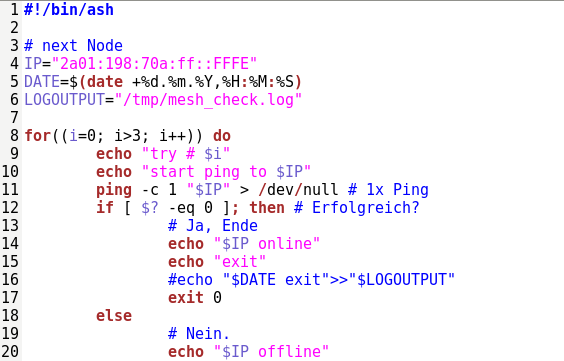 1 #!/bin/ash
2
3 # next Node
4 IP="2a01:198:70a:ff::FFFE"
5 DATE=$(date +%d.%m.%Y,%H:%M:%S)
6 LOGOUTPUT="/tmp/mesh_check.log"
7
8 for((i=0; i>3; i++)) do
9         echo "try # $i"
10         echo "start ping to $IP"
11         ping -c 1 "$IP" > /dev/null # 1x Ping
12         if [ $? -eq 0 ]; then # Erfolgreich?
13                 # Ja, Ende
14                 echo "$IP online"
15                 echo "exit"
16                 #echo "$DATE exit">>"$LOGOUTPUT"
17                 exit 0
18         else
19                 # Nein.
20                 echo "$IP offline"